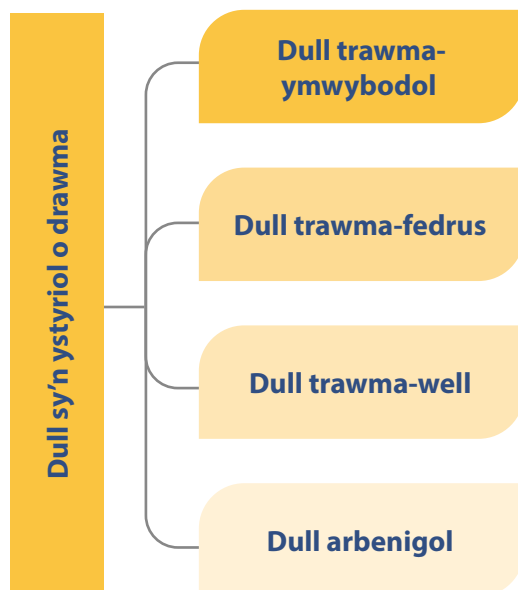 Dull sy'n ystyriol o drawma
Dull trawma-
ymwybodol
Dull trawma-fedrus
Dull trawma-well
Dull arbenigol